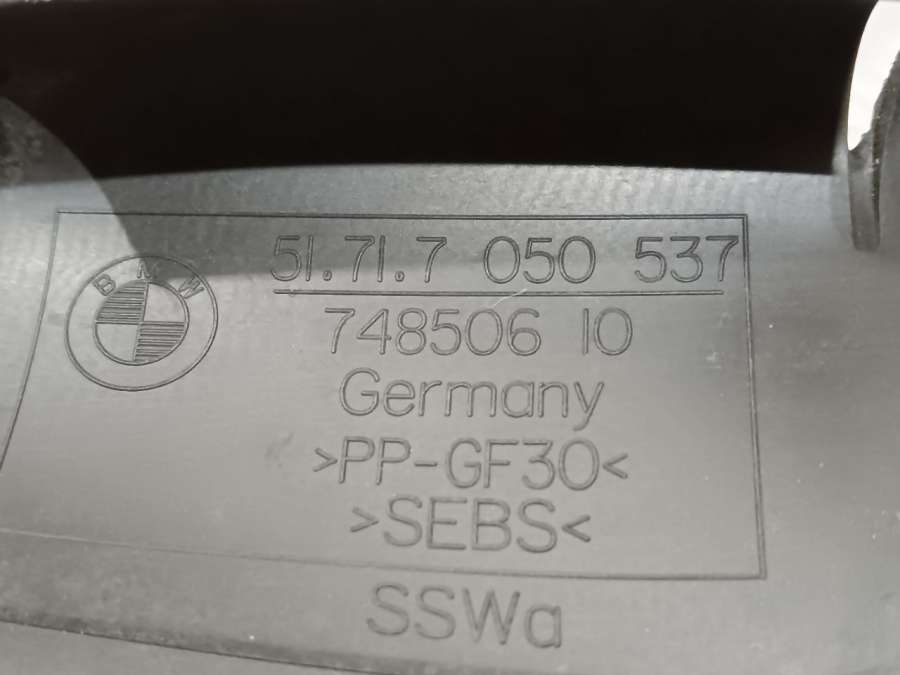 BMW
51.71.7 050 537
748506 10
Germany
>PP-GF30<
>SEBS<
SSWa